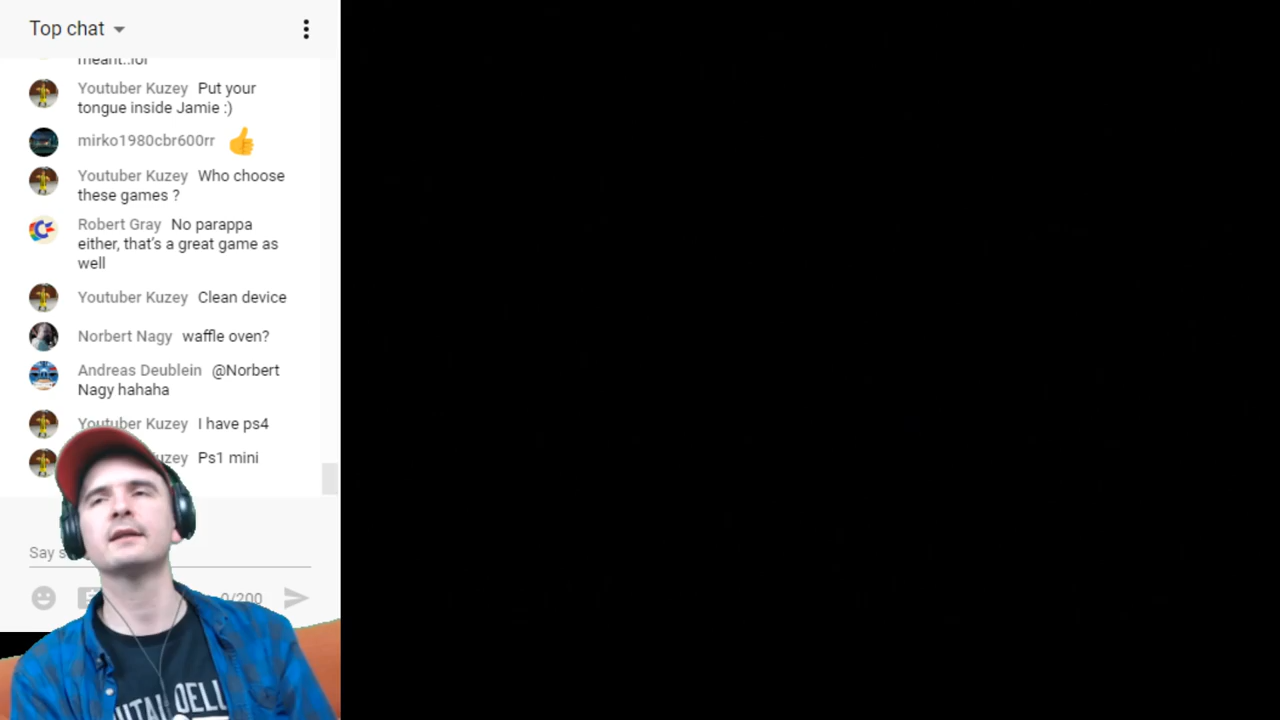 Top chat
meant..lol
Youtuber Kuzey Put your
tongue inside Jamie :)
mirko1980cbr600rr
Youtuber Kuzey Who choose
these games ?
Robert Gray No parappa
either, that's a great game as
well
Youtuber Kuzey Clean device
Norbert Nagy waffle oven?
Andreas Deublein @Norbert
Nagy hahaha
Youtuber Kuzey I have ps4
Ps1 mini
Say
0/200